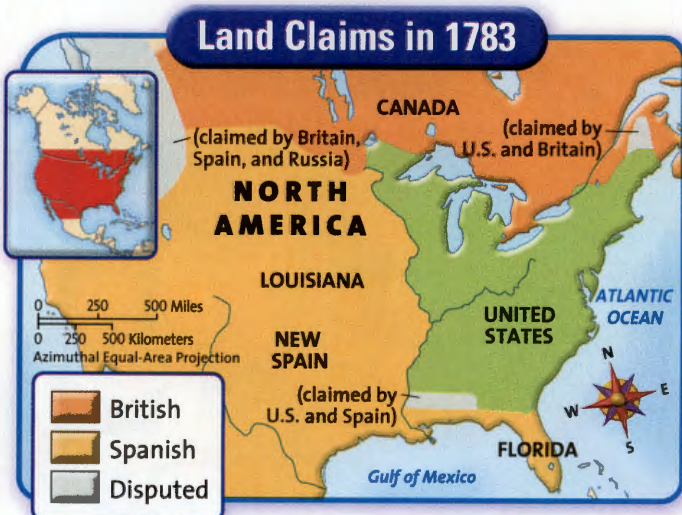 Land Claims in 1783
CANADA
(claimed by Britain,
Spain, and Russia)
(claimed by
U.S. and Britain)
NORTH
AMERICA
LOUISIANA
0 250 500 Miles
0 250 500 Kilometers
Azimuthal Equal-Area Projection
NEW
SPAIN
UNITED
STATES
ATLANTIC
OCEAN
(claimed by
U.S. and Spain)
N
W E
S
FLORIDA
Gulf of Mexico
British
Spanish
Disputed